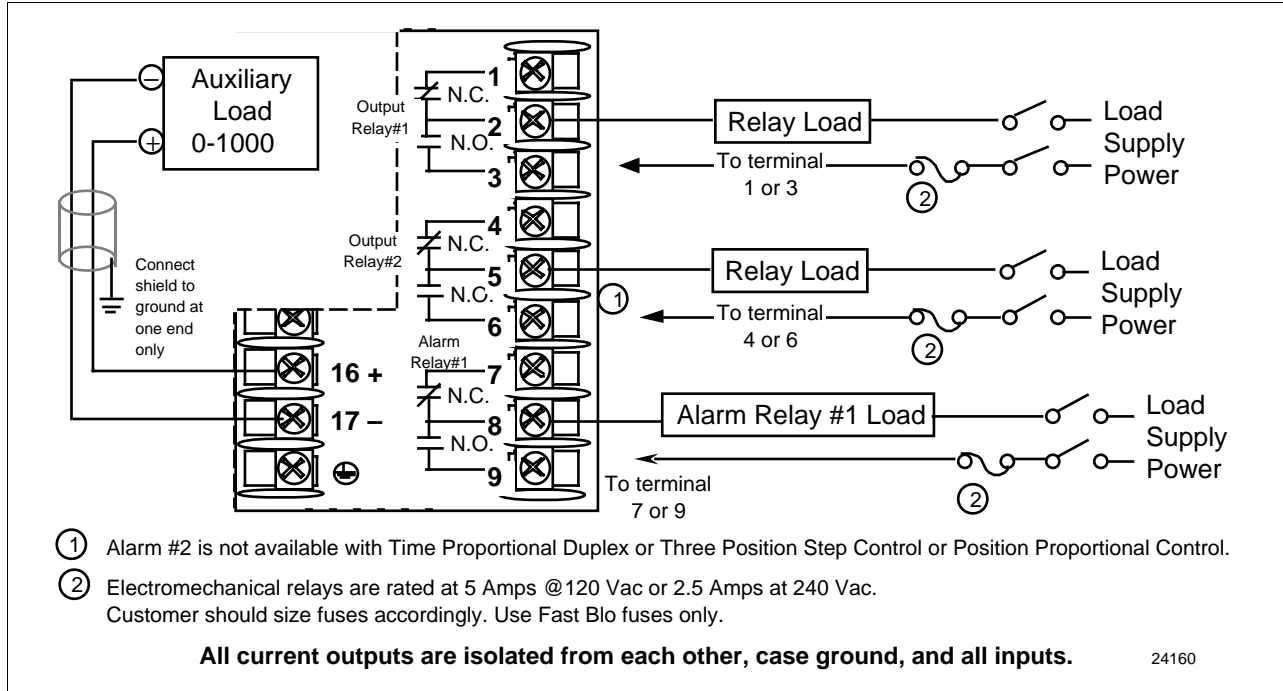 Auxiliary
Load
0-1000
−
+
Connect
shield to
ground at
one end
only
16 +
17 –
Output
Relay#1
N.C.
N.O.
1
2
3
Output
Relay#2
N.C.
N.O.
4
5
6
Alarm
Relay#1
N.C.
N.O.
7
8
9
Relay Load
To terminal
1 or 3
2
Load
Supply
Power
1
Relay Load
To terminal
4 or 6
2
Load
Supply
Power
Alarm Relay #1 Load
To terminal
7 or 9
2
Load
Supply
Power
1 Alarm #2 is not available with Time Proportional Duplex or Three Position Step Control or Position Proportional Control.
2 Electromechanical relays are rated at 5 Amps @120 Vac or 2.5 Amps at 240 Vac.
Customer should size fuses accordingly. Use Fast Blo fuses only.
All current outputs are isolated from each other, case ground, and all inputs.
24160